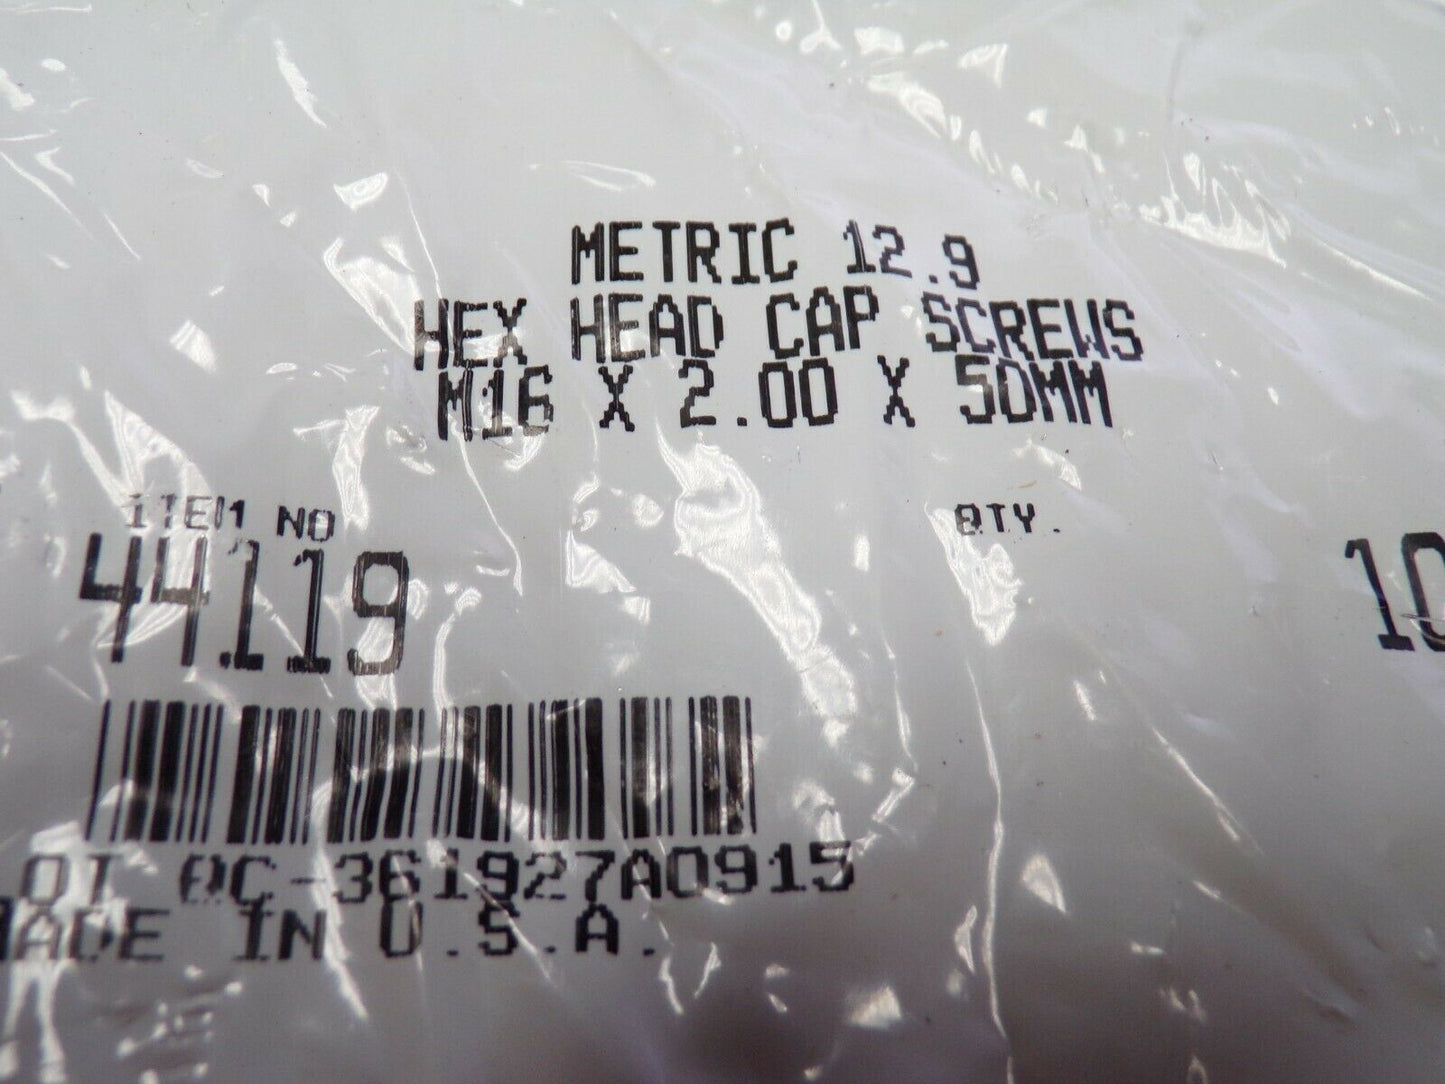 METRIC 12.9
HEX HEAD CAP SCREWS
M16 X 2.00 X 50MM
ITEM NO
44119
QTY.
10
LOT QC-361927A0915
MADE IN U.S.A.